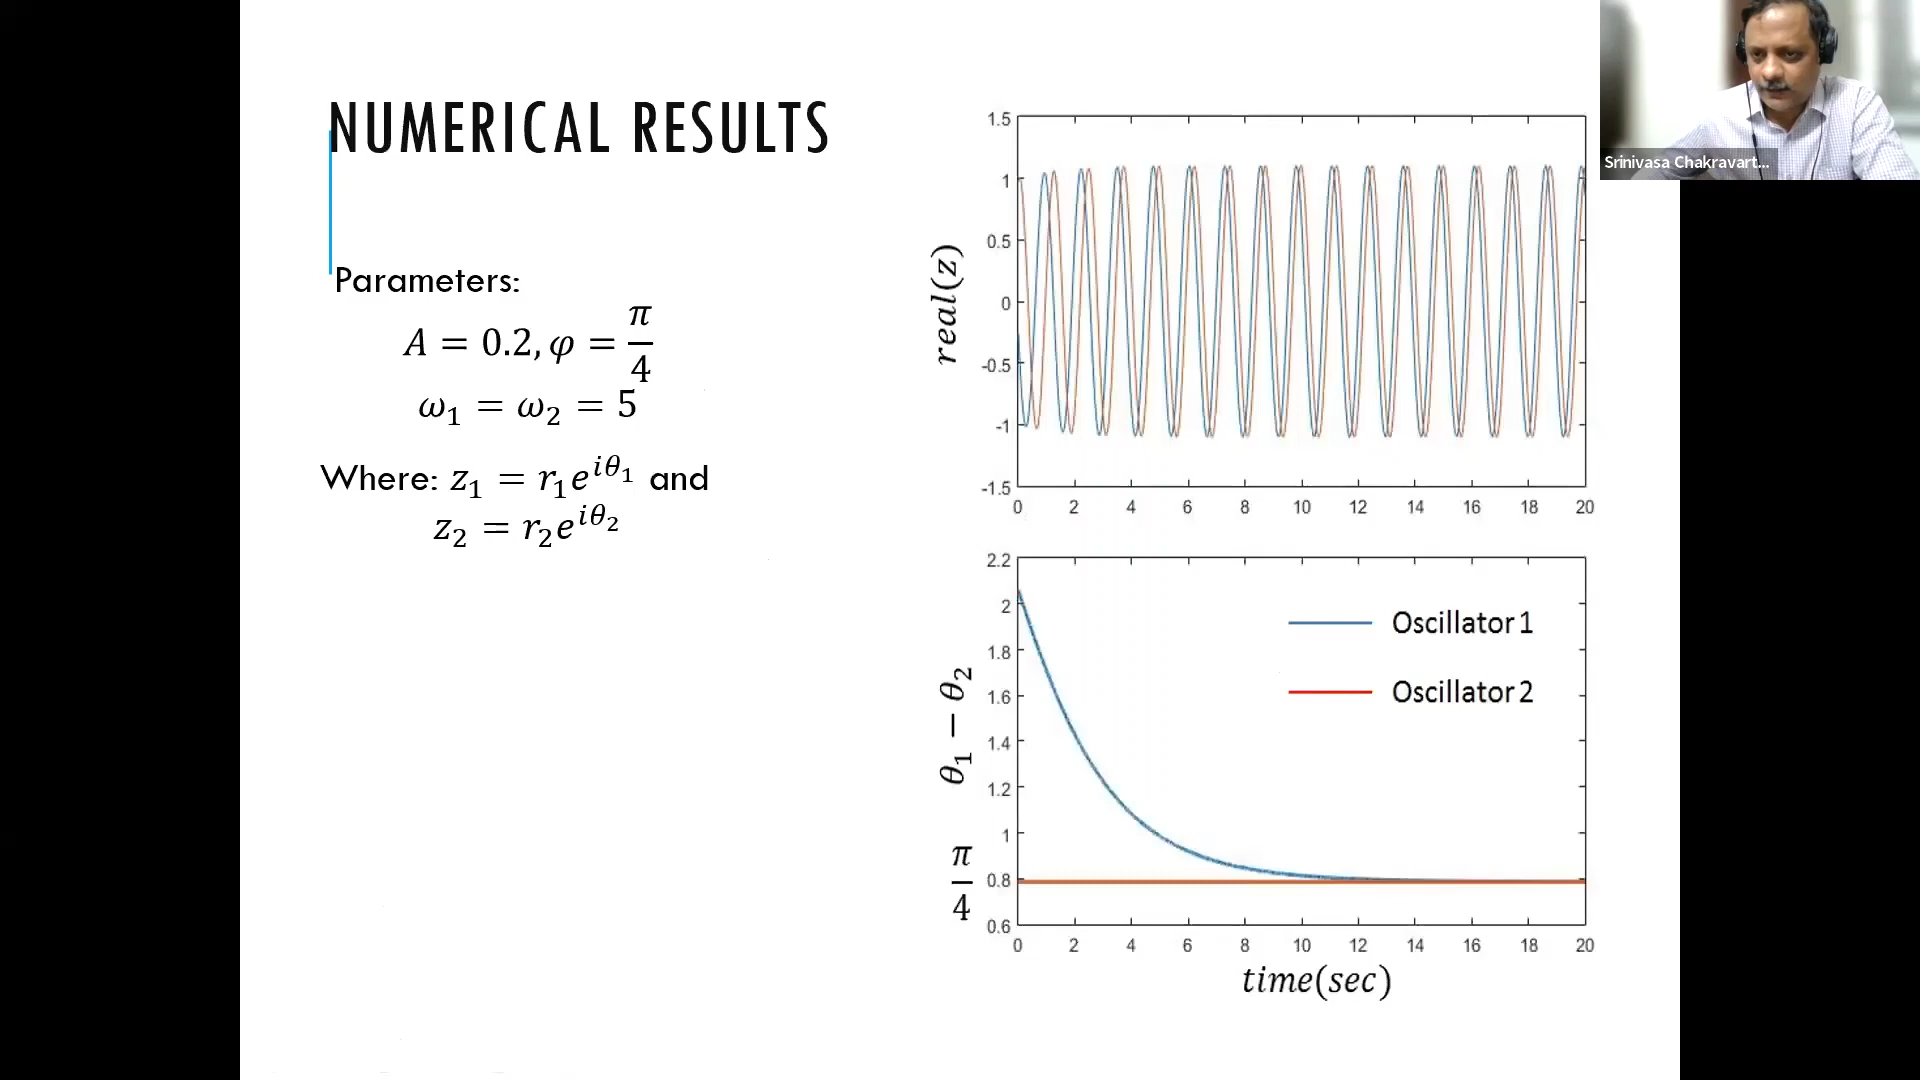 NUMERICAL RESULTS
Parameters:
A = 0.2, φ = π/4
ω₁ = ω₂ = 5
Where: z₁ = r₁e^{iθ₁} and
z₂ = r₂e^{iθ₂}
real(z)
1.5
1
0.5
0
-0.5
-1
-1.5
0 2 4 6 8 10 12 14 16 18 20
θ₁ − θ₂
π/4
2.2
2
1.8
1.6
1.4
1.2
1
0.8
0.6
Oscillator 1
Oscillator 2
0 2 4 6 8 10 12 14 16 18 20
time(sec)
Srinivasa Chakravart...